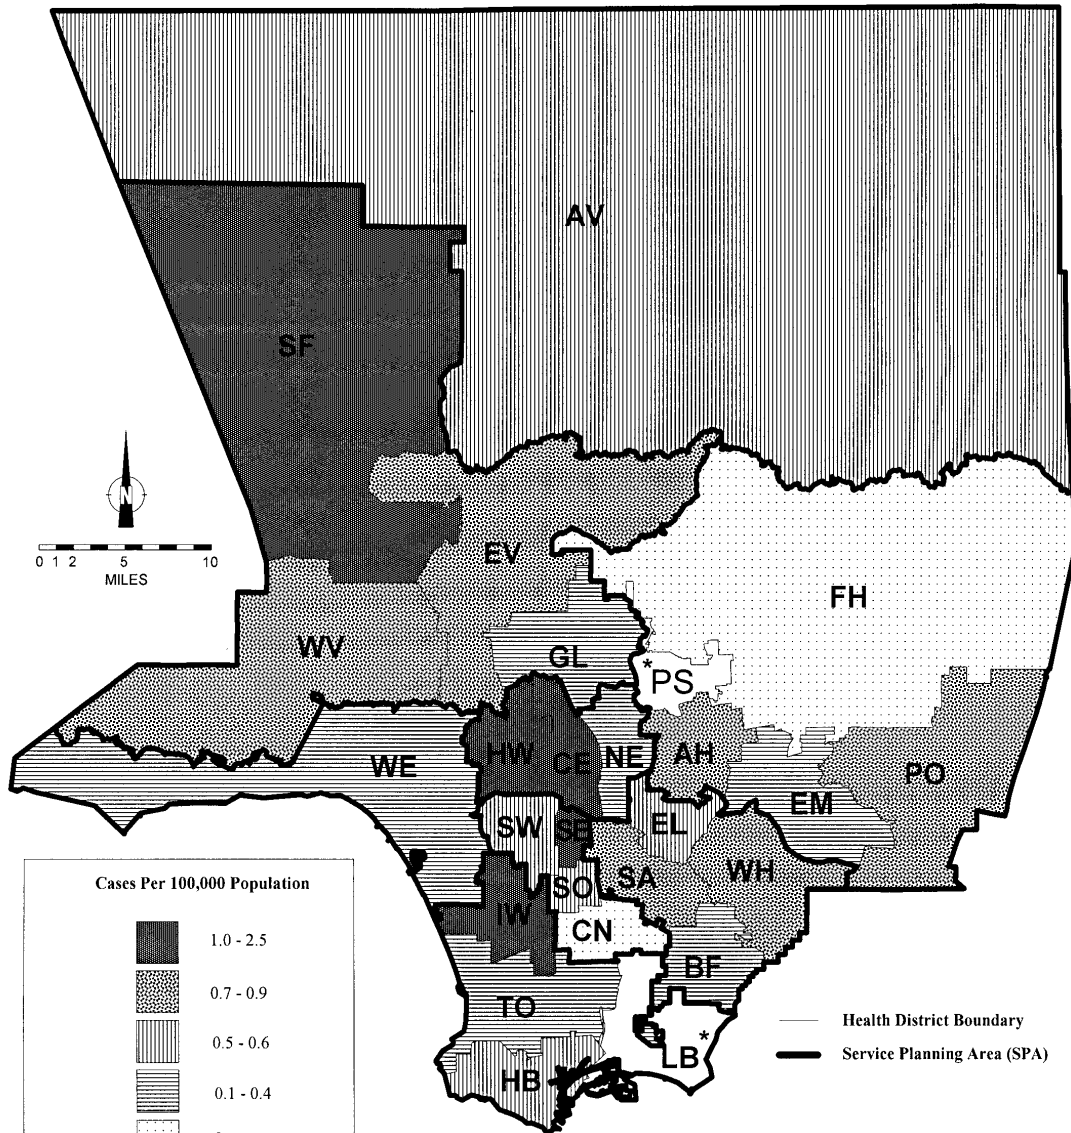 AV
SF
N
0 1 2 5 10
MILES
EV
FH
WV
GL
* PS
HW
CE
NE
AH
WE
PO
EM
SW
SE
EL
SA
WH
SO
IW
CN
BF
TO
LB *
HB
Cases Per 100,000 Population
1.0 - 2.5
0.7 - 0.9
0.5 - 0.6
0.1 - 0.4
Health District Boundary
Service Planning Area (SPA)